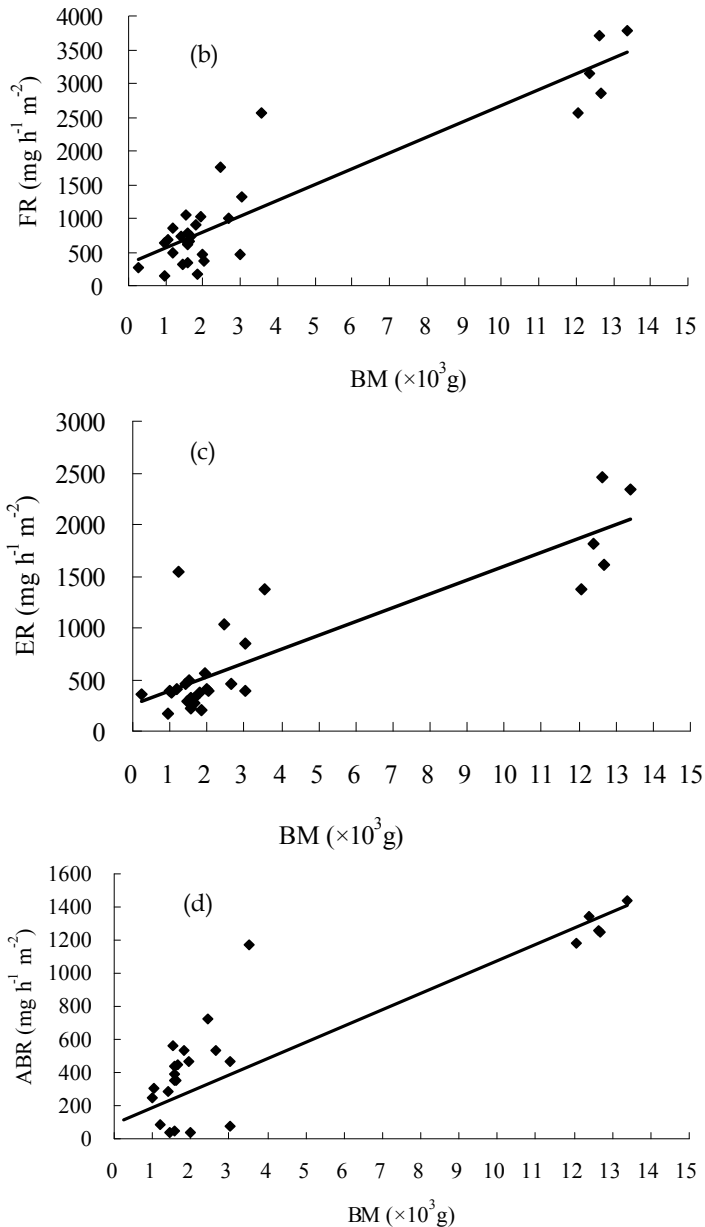 (b)
FR (mg h⁻¹ m⁻²)
4000
3500
3000
2500
2000
1500
1000
500
0
0 1 2 3 4 5 6 7 8 9 10 11 12 13 14 15
BM (×10³g)
(c)
ER (mg h⁻¹ m⁻²)
3000
2500
2000
1500
1000
500
0
0 1 2 3 4 5 6 7 8 9 10 11 12 13 14 15
BM (×10³g)
(d)
ABR (mg h⁻¹ m⁻²)
1600
1400
1200
1000
800
600
400
200
0
0 1 2 3 4 5 6 7 8 9 10 11 12 13 14 15
BM (×10³g)